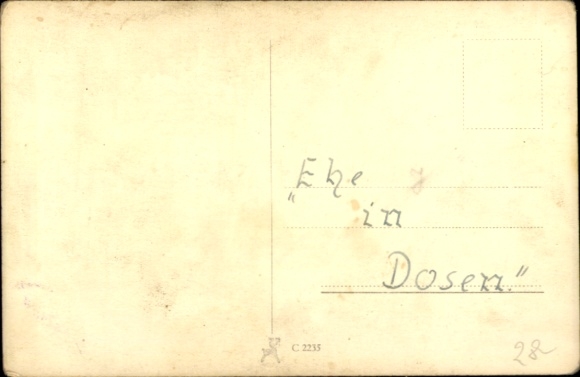 „Ehe
in
Dosen."
C 2235
28-